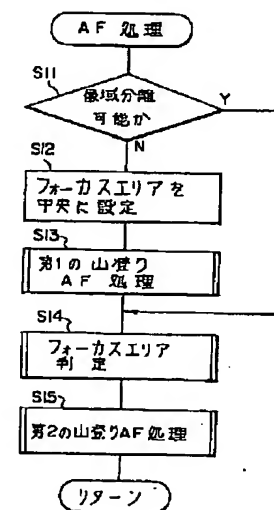 AF 処理
S11
像域分離
可能か
Y
N
S12
フォーカスエリアを
中央に設定
S13
第1の山登り
AF 処理
S14
フォーカスエリア
判定
S15
第2の山登りAF処理
リターン